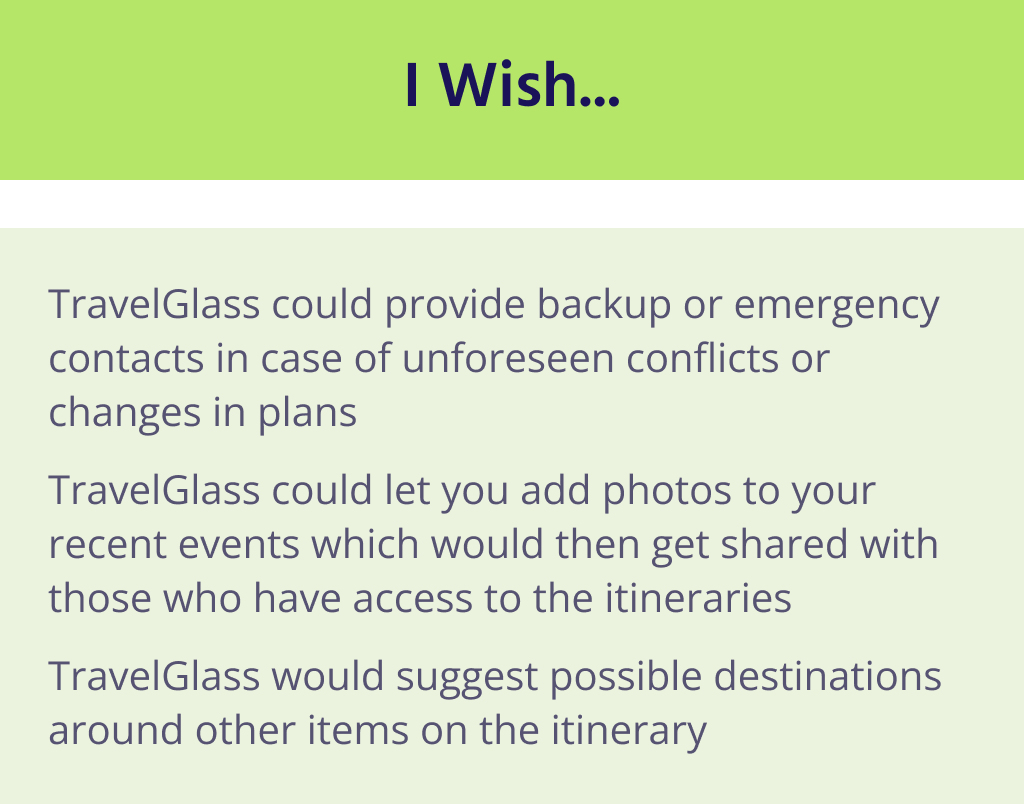 I Wish...
TravelGlass could provide backup or emergency
contacts in case of unforeseen conflicts or
changes in plans
TravelGlass could let you add photos to your
recent events which would then get shared with
those who have access to the itineraries
TravelGlass would suggest possible destinations
around other items on the itinerary